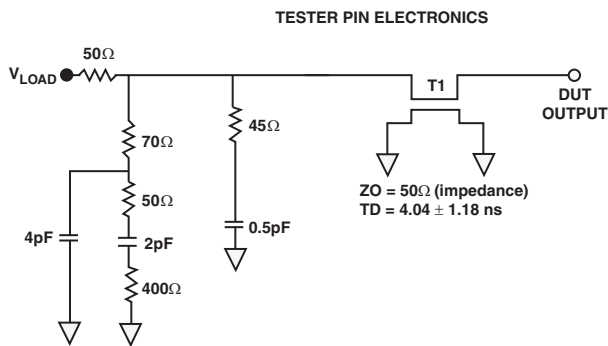 TESTER PIN ELECTRONICS
50Ω
VLOAD
T1
DUT
OUTPUT
70Ω
45Ω
50Ω
4pF
2pF
0.5pF
400Ω
ZO = 50Ω (impedance)
TD = 4.04 ± 1.18 ns